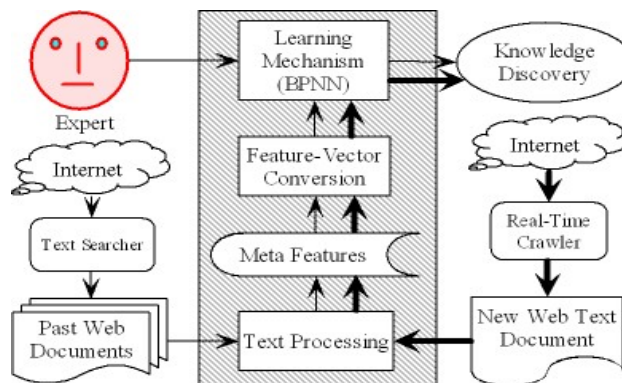 Learning
Mechanism
(BPNN)
Knowledge
Discovery
Expert
Internet
Feature-Vector
Conversion
Internet
Text Searcher
Meta Features
Real-Time
Crawler
Past Web
Documents
Text Processing
New Web Text
Document